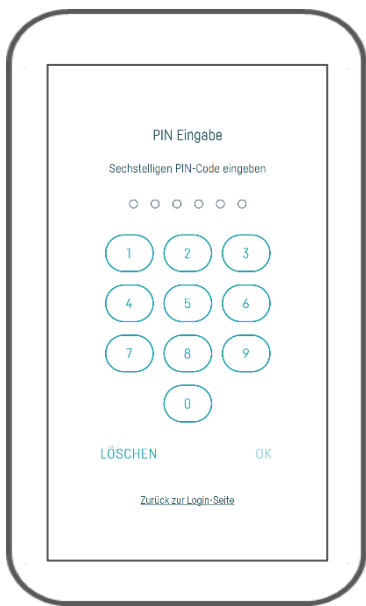 PIN Eingabe
Sechstelligen PIN-Code eingeben
1 2 3
4 5 6
7 8 9
0
LÖSCHEN OK
Zurück zur Login-Seite